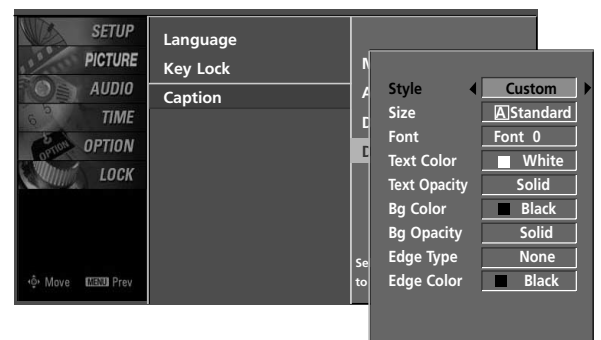 SETUP
PICTURE
AUDIO
TIME
OPTION
LOCK
Move MENU Prev
Language
Key Lock
Caption
Style Custom
Size A Standard
Font Font 0
Text Color White
Text Opacity Solid
Bg Color Black
Bg Opacity Solid
Edge Type None
Edge Color Black
to